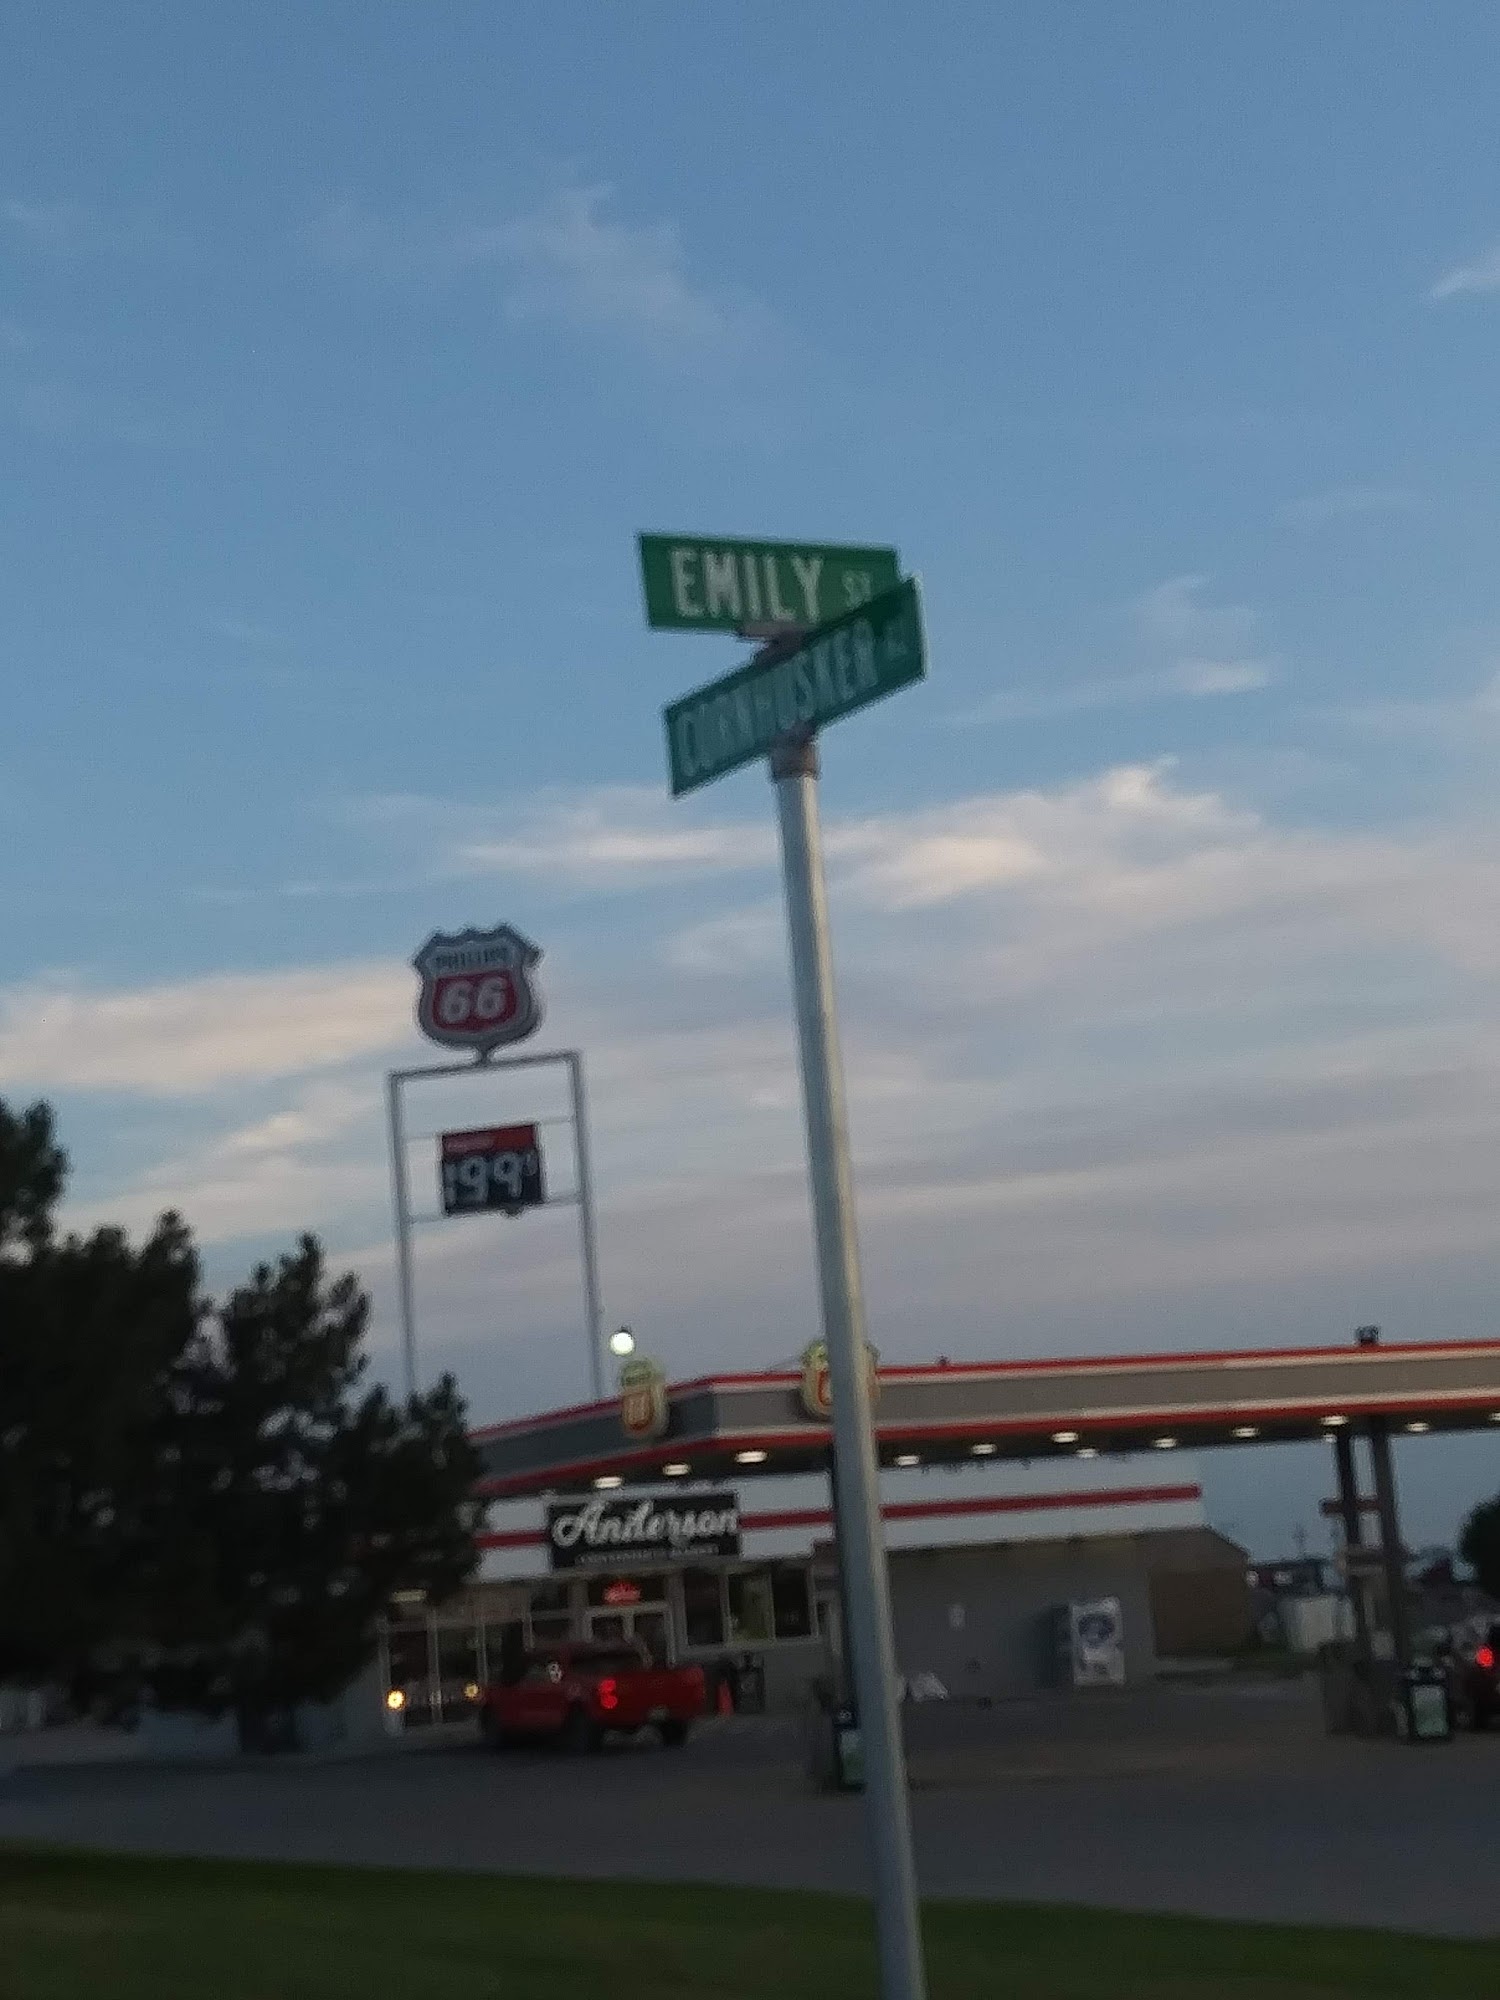 EMILY ST
CORNHUSKER
PHILLIPS
66
199
Anderson